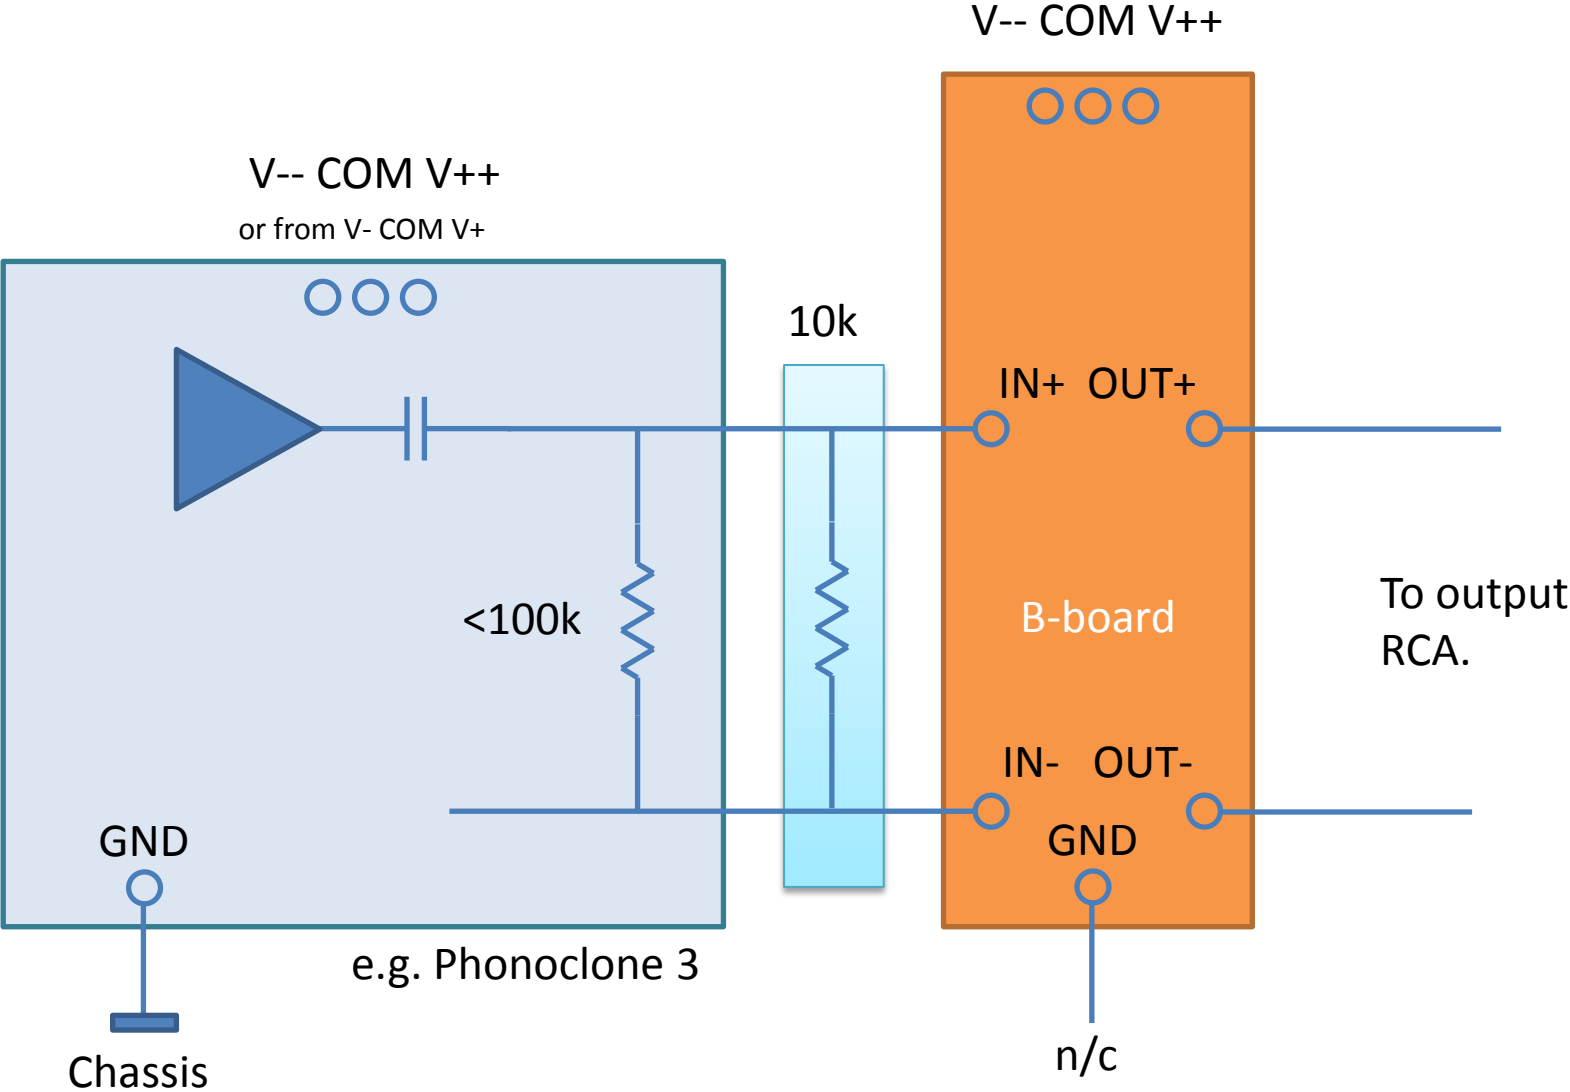 V-- COM V++
V-- COM V++
or from V- COM V+
10k
IN+ OUT+
<100k
B-board
To output
RCA.
IN- OUT-
GND
GND
e.g. Phonoclone 3
Chassis
n/c